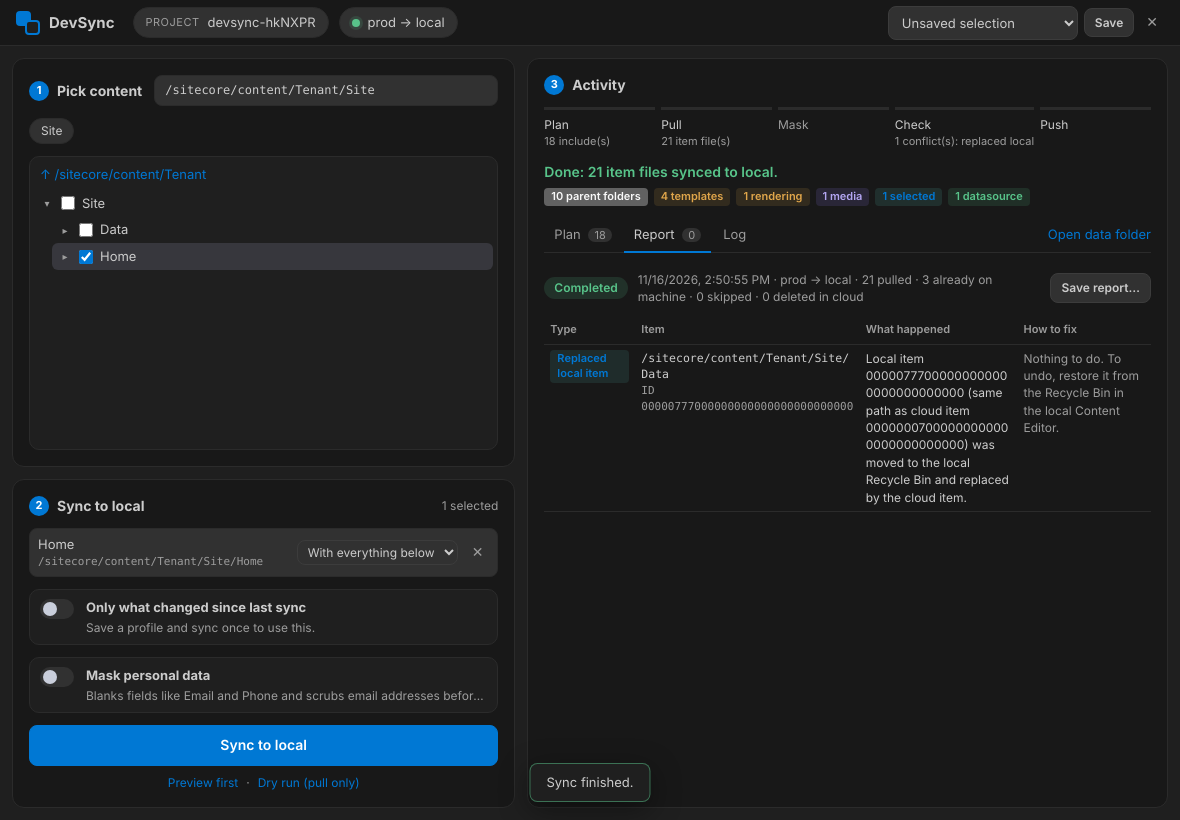 DevSync
PROJECT devsync-hkNXPR
prod → local
Unsaved selection
Save
×
1 Pick content
/sitecore/content/Tenant/Site
Site
↑ /sitecore/content/Tenant
Site
Data
Home
2 Sync to local
1 selected
Home
/sitecore/content/Tenant/Site/Home
With everything below
×
Only what changed since last sync
Save a profile and sync once to use this.
Mask personal data
Blanks fields like Email and Phone and scrubs email addresses befor...
Sync to local
Preview first · Dry run (pull only)
3 Activity
Plan
18 include(s)
Pull
21 item file(s)
Mask
Check
1 conflict(s): replaced local
Push
Done: 21 item files synced to local.
10 parent folders
4 templates
1 rendering
1 media
1 selected
1 datasource
Plan 18
Report 0
Log
Open data folder
Completed
11/16/2026, 2:50:55 PM · prod → local · 21 pulled · 3 already on
machine · 0 skipped · 0 deleted in cloud
Save report...
Type
Item
What happened
How to fix
Replaced
local item
/sitecore/content/Tenant/Site/
Data
ID
Local item
(same
path as cloud item
was
moved to the local
Recycle Bin and replaced
by the cloud item.
Nothing to do. To
undo, restore it from
the Recycle Bin in
the local Content
Editor.
Sync finished.